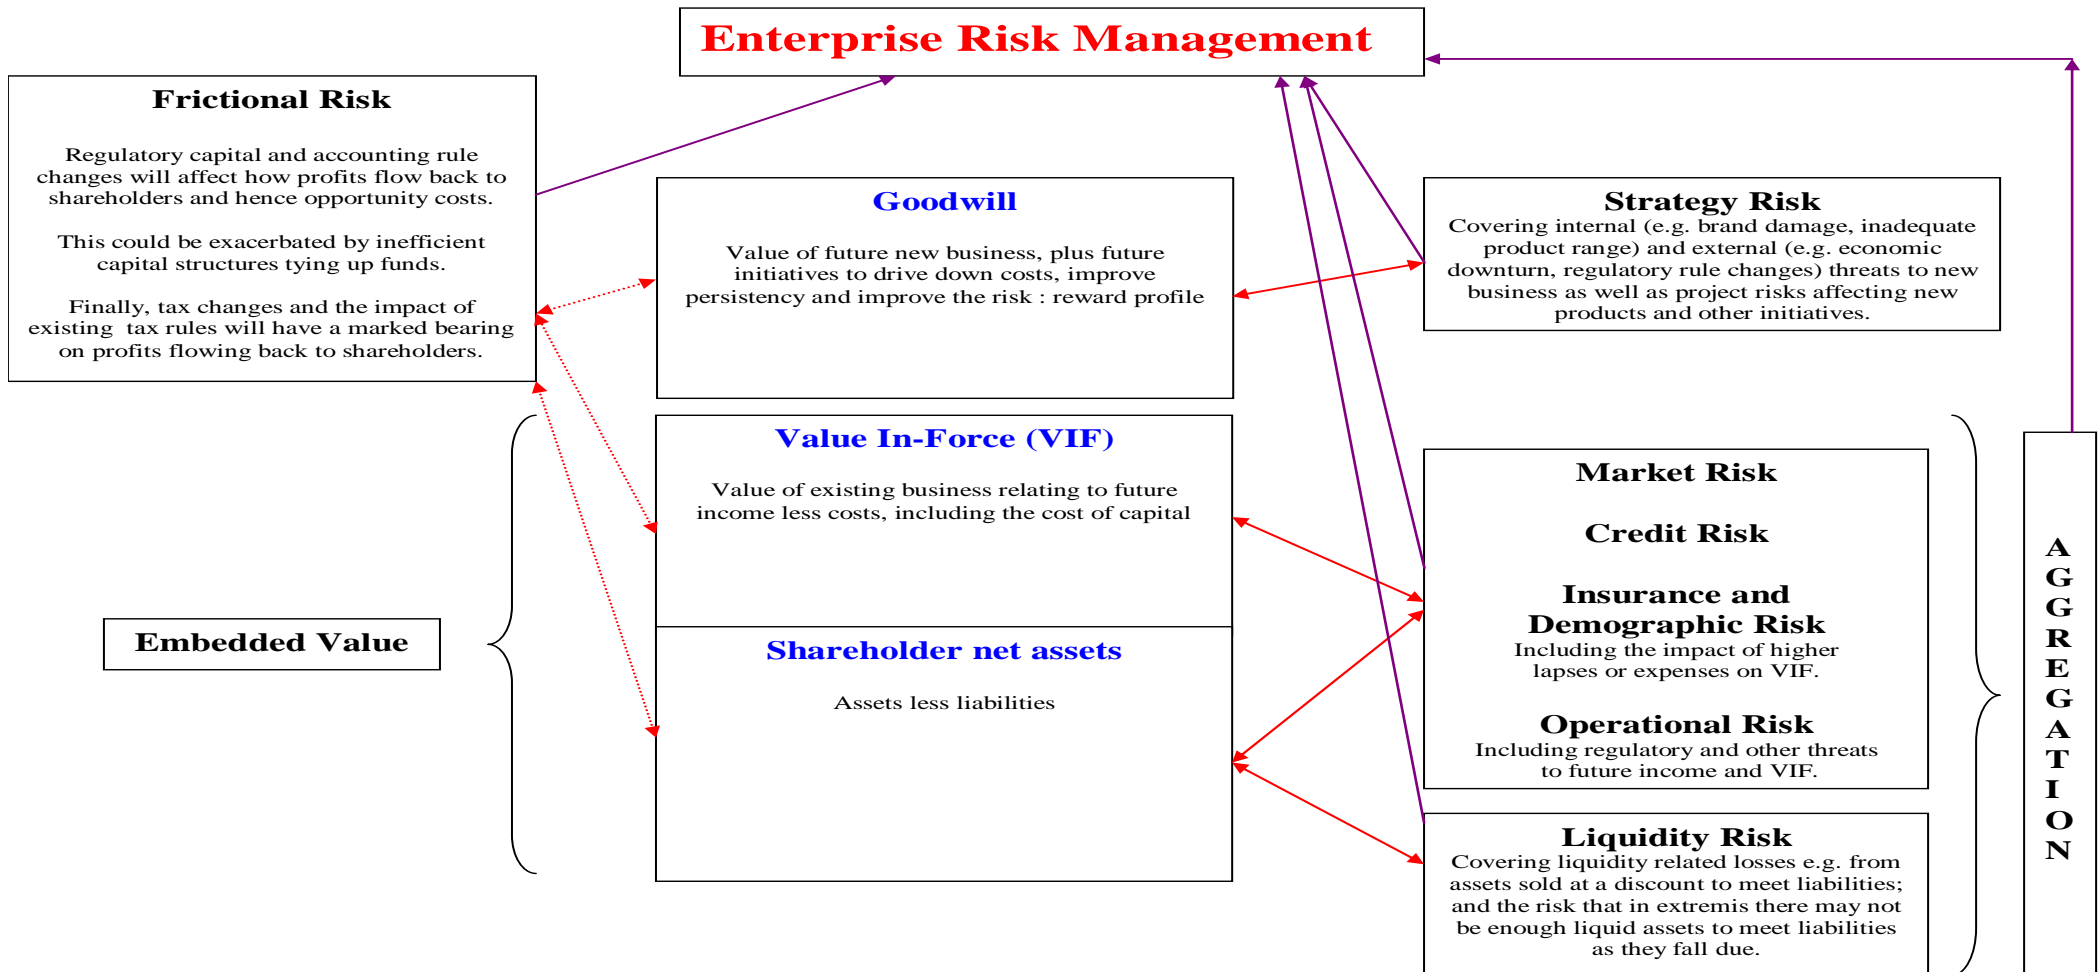 Enterprise Risk Management
Frictional Risk
Regulatory capital and accounting rule
changes will affect how profits flow back to
shareholders and hence opportunity costs.
This could be exacerbated by inefficient
capital structures tying up funds.
Finally, tax changes and the impact of
existing tax rules will have a marked bearing
on profits flowing back to shareholders.
Goodwill
Value of future new business, plus future
initiatives to drive down costs, improve
persistency and improve the risk : reward profile
Strategy Risk
Covering internal (e.g. brand damage, inadequate
product range) and external (e.g. economic
downturn, regulatory rule changes) threats to new
business as well as project risks affecting new
products and other initiatives.
Embedded Value
Value In-Force (VIF)
Value of existing business relating to future
income less costs, including the cost of capital
Shareholder net assets
Assets less liabilities
Market Risk
Credit Risk
Insurance and
Demographic Risk
Including the impact of higher
lapses or expenses on VIF.
Operational Risk
Including regulatory and other threats
to future income and VIF.
Liquidity Risk
Covering liquidity related losses e.g. from
assets sold at a discount to meet liabilities;
and the risk that in extremis there may not
be enough liquid assets to meet liabilities
as they fall due.
A
G
G
R
E
G
A
T
I
O
N